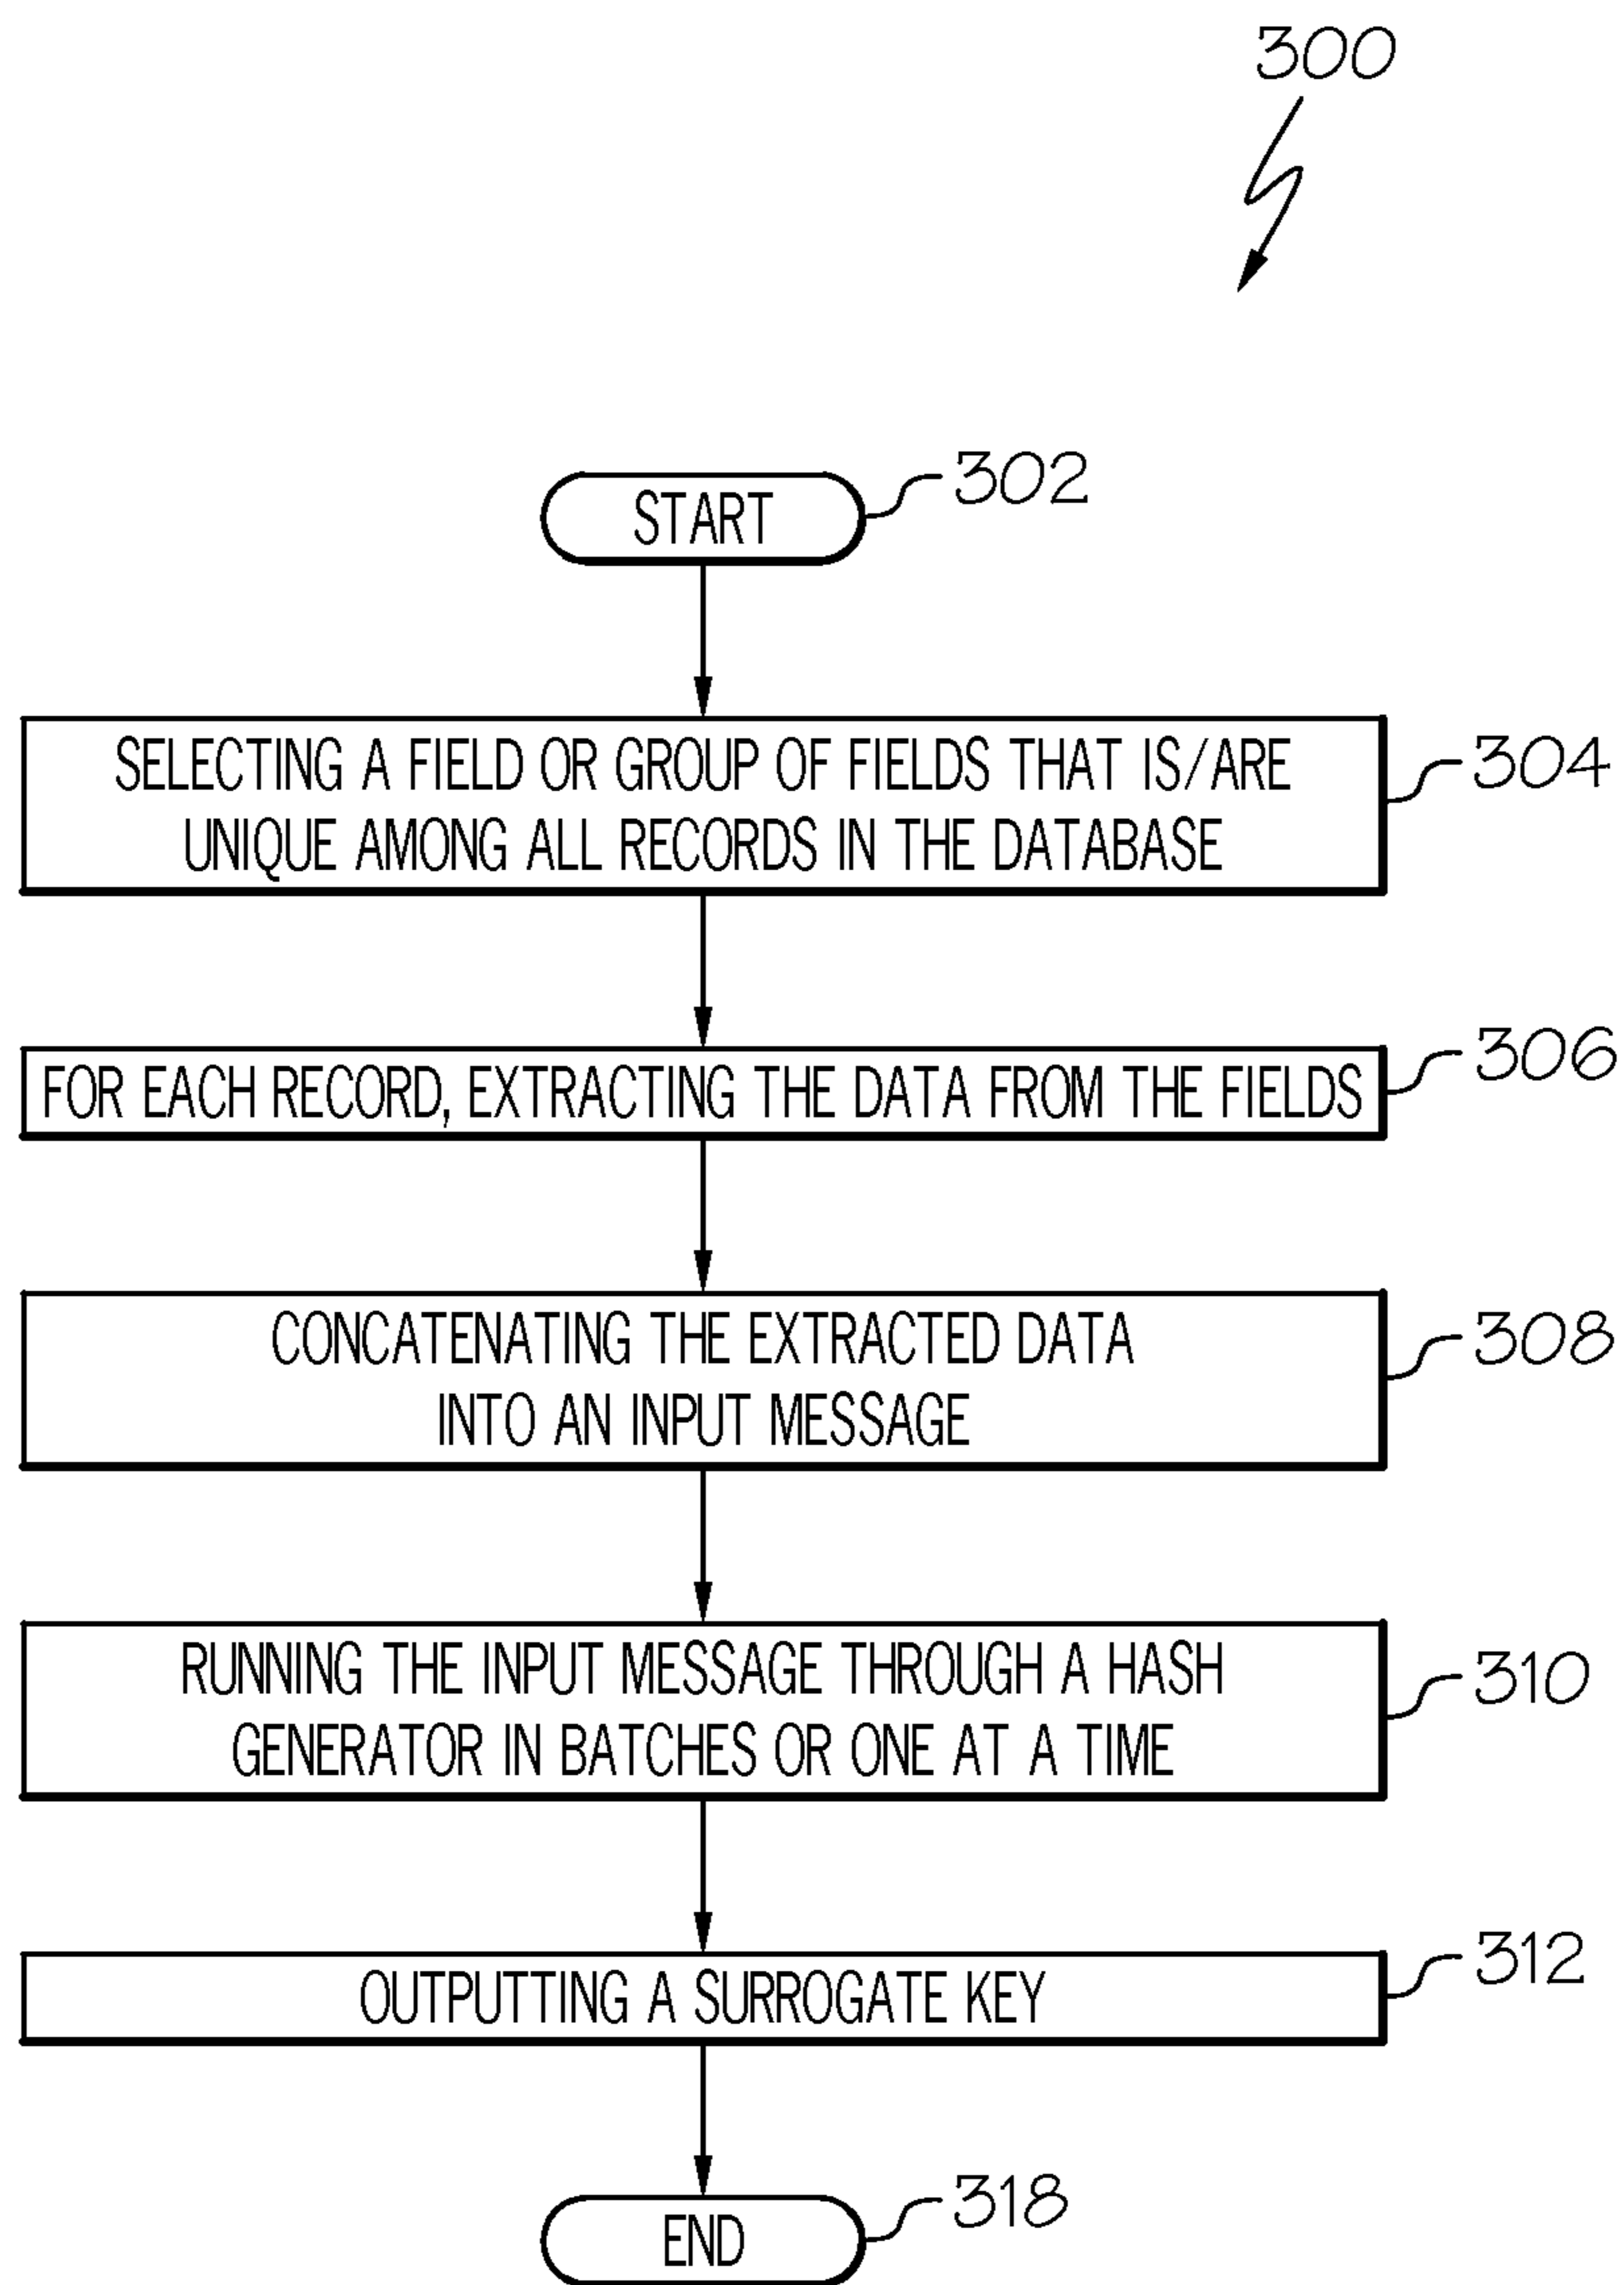 300
START
302
SELECTING A FIELD OR GROUP OF FIELDS THAT IS/ARE
UNIQUE AMONG ALL RECORDS IN THE DATABASE
304
FOR EACH RECORD, EXTRACTING THE DATA FROM THE FIELDS
306
CONCATENATING THE EXTRACTED DATA
INTO AN INPUT MESSAGE
308
RUNNING THE INPUT MESSAGE THROUGH A HASH
GENERATOR IN BATCHES OR ONE AT A TIME
310
OUTPUTTING A SURROGATE KEY
312
END
318